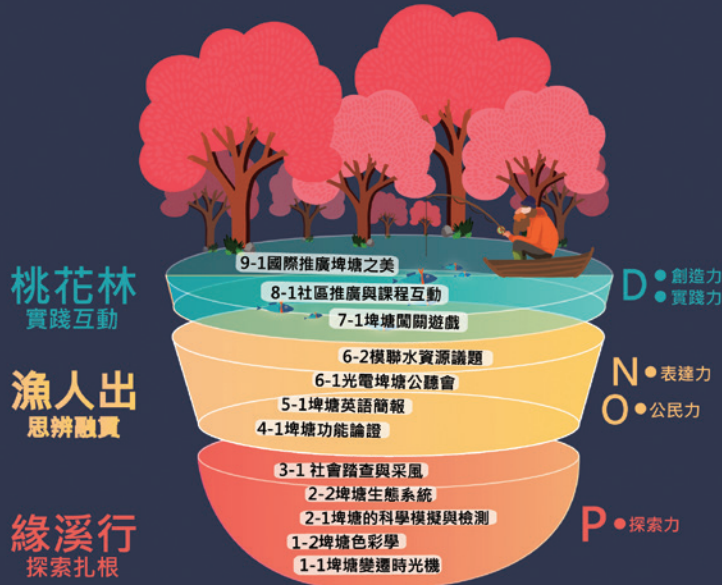 桃花林
實踐互動
9-1國際推廣埤塘之美
8-1社區推廣與課程互動
7-1埤塘闖關遊戲
D
創造力
實踐力
漁人出
思辨融貫
6-2模聯水資源議題
6-1光電埤塘公聽會
5-1埤塘英語簡報
4-1埤塘功能論證
N
表達力
O
公民力
緣溪行
探索扎根
3-1 社會踏查與采風
2-2埤塘生態系統
2-1埤塘的科學模擬與檢測
1-2埤塘色彩學
1-1埤塘變遷時光機
P
探索力